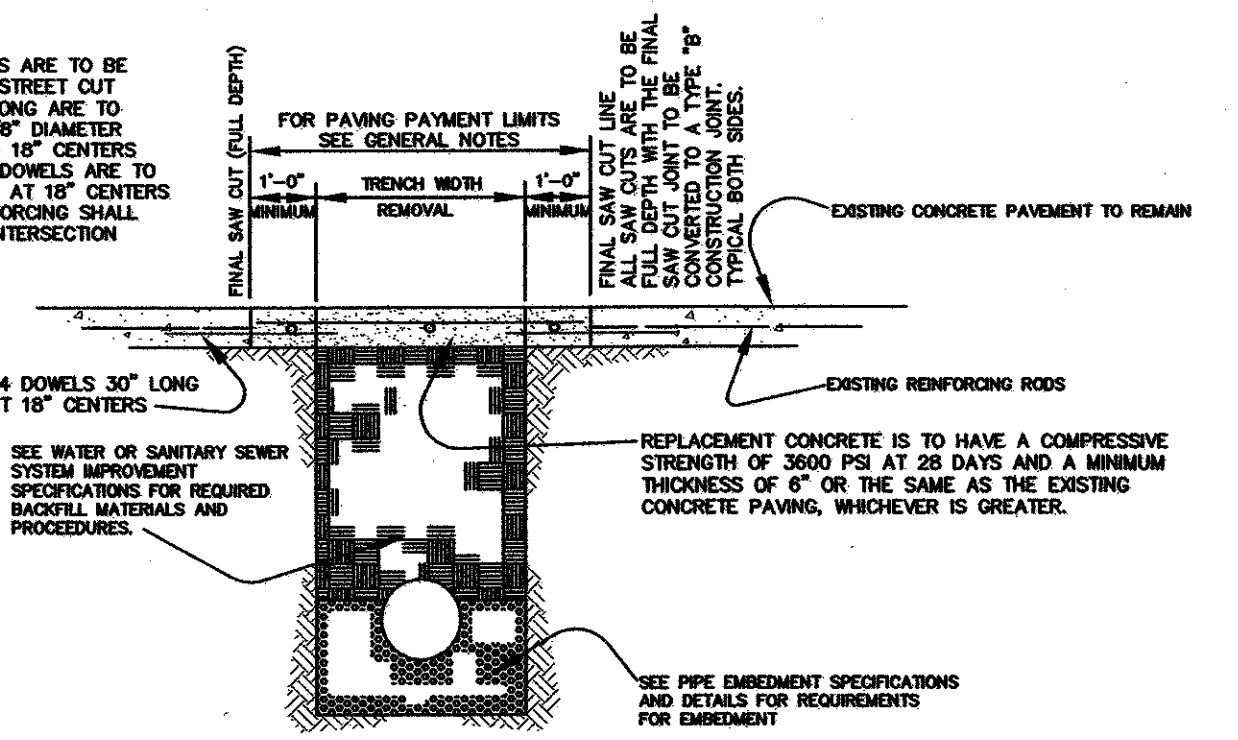 S ARE TO BE
STREET CUT
ONG ARE TO
8" DIAMETER
18" CENTERS
DOWELS ARE TO
AT 18" CENTERS
FORCING SHALL
NTERSECTION
FINAL SAW CUT (FULL DEPTH)
FOR PAVING PAYMENT LIMITS
SEE GENERAL NOTES
1'-0"
MINIMUM
TRENCH WIDTH
REMOVAL
1'-0"
MINIMUM
FINAL SAW CUT LINE
ALL SAW CUTS ARE TO BE
FULL DEPTH WITH THE FINAL
SAW CUT JOINT TO BE
CONVERTED TO A TYPE "B"
CONSTRUCTION JOINT.
TYPICAL BOTH SIDES.
EXISTING CONCRETE PAVEMENT TO REMAIN
4 DOWELS 30" LONG
T 18" CENTERS
EXISTING REINFORCING RODS
SEE WATER OR SANITARY SEWER
SYSTEM IMPROVEMENT
SPECIFICATIONS FOR REQUIRED
BACKFILL MATERIALS AND
PROCEEDURES.
REPLACEMENT CONCRETE IS TO HAVE A COMPRESSIVE
STRENGTH OF 3600 PSI AT 28 DAYS AND A MINIMUM
THICKNESS OF 6" OR THE SAME AS THE EXISTING
CONCRETE PAVING, WHICHEVER IS GREATER.
SEE PIPE EMBEDMENT SPECIFICATIONS
AND DETAILS FOR REQUIREMENTS
FOR EMBEDMENT